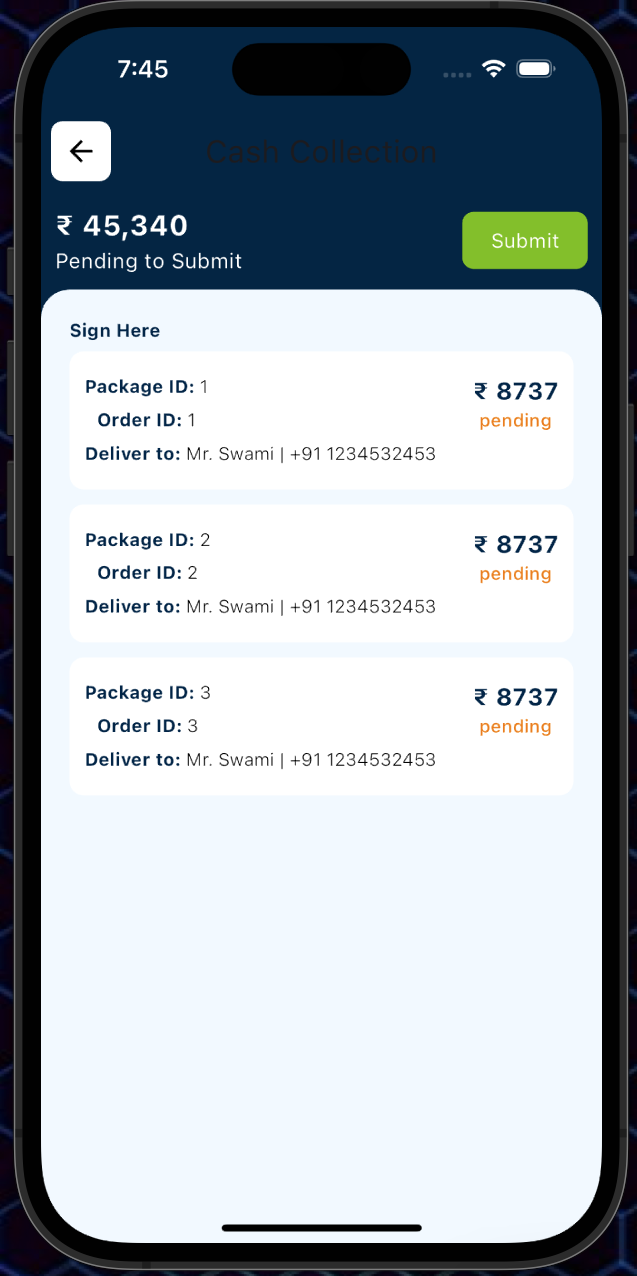 7:45
Cash Collection
₹ 45,340
Pending to Submit
Submit
Sign Here
Package ID: 1
₹ 8737
Order ID: 1
pending
Deliver to: Mr. Swami | +91 1234532453
Package ID: 2
₹ 8737
Order ID: 2
pending
Deliver to: Mr. Swami | +91 1234532453
Package ID: 3
₹ 8737
Order ID: 3
pending
Deliver to: Mr. Swami | +91 1234532453